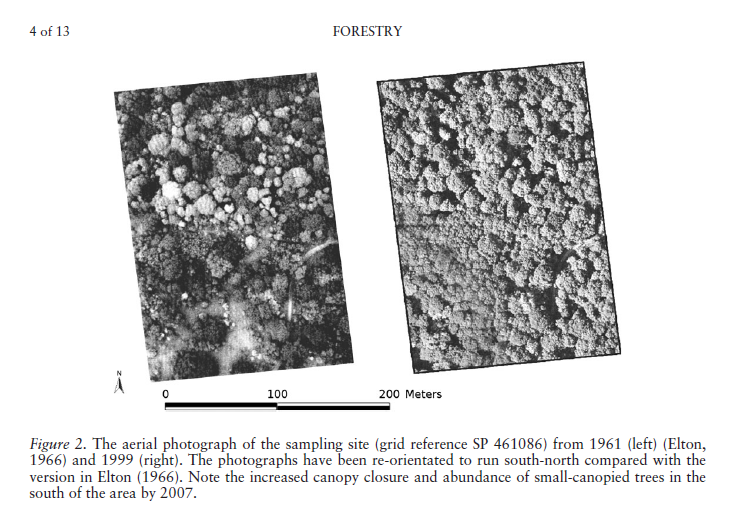 4 of 13
FORESTRY
N
0 100 200 Meters
Figure 2. The aerial photograph of the sampling site (grid reference SP 461086) from 1961 (left) (Elton,
1966) and 1999 (right). The photographs have been re-orientated to run south-north compared with the
version in Elton (1966). Note the increased canopy closure and abundance of small-canopied trees in the
south of the area by 2007.